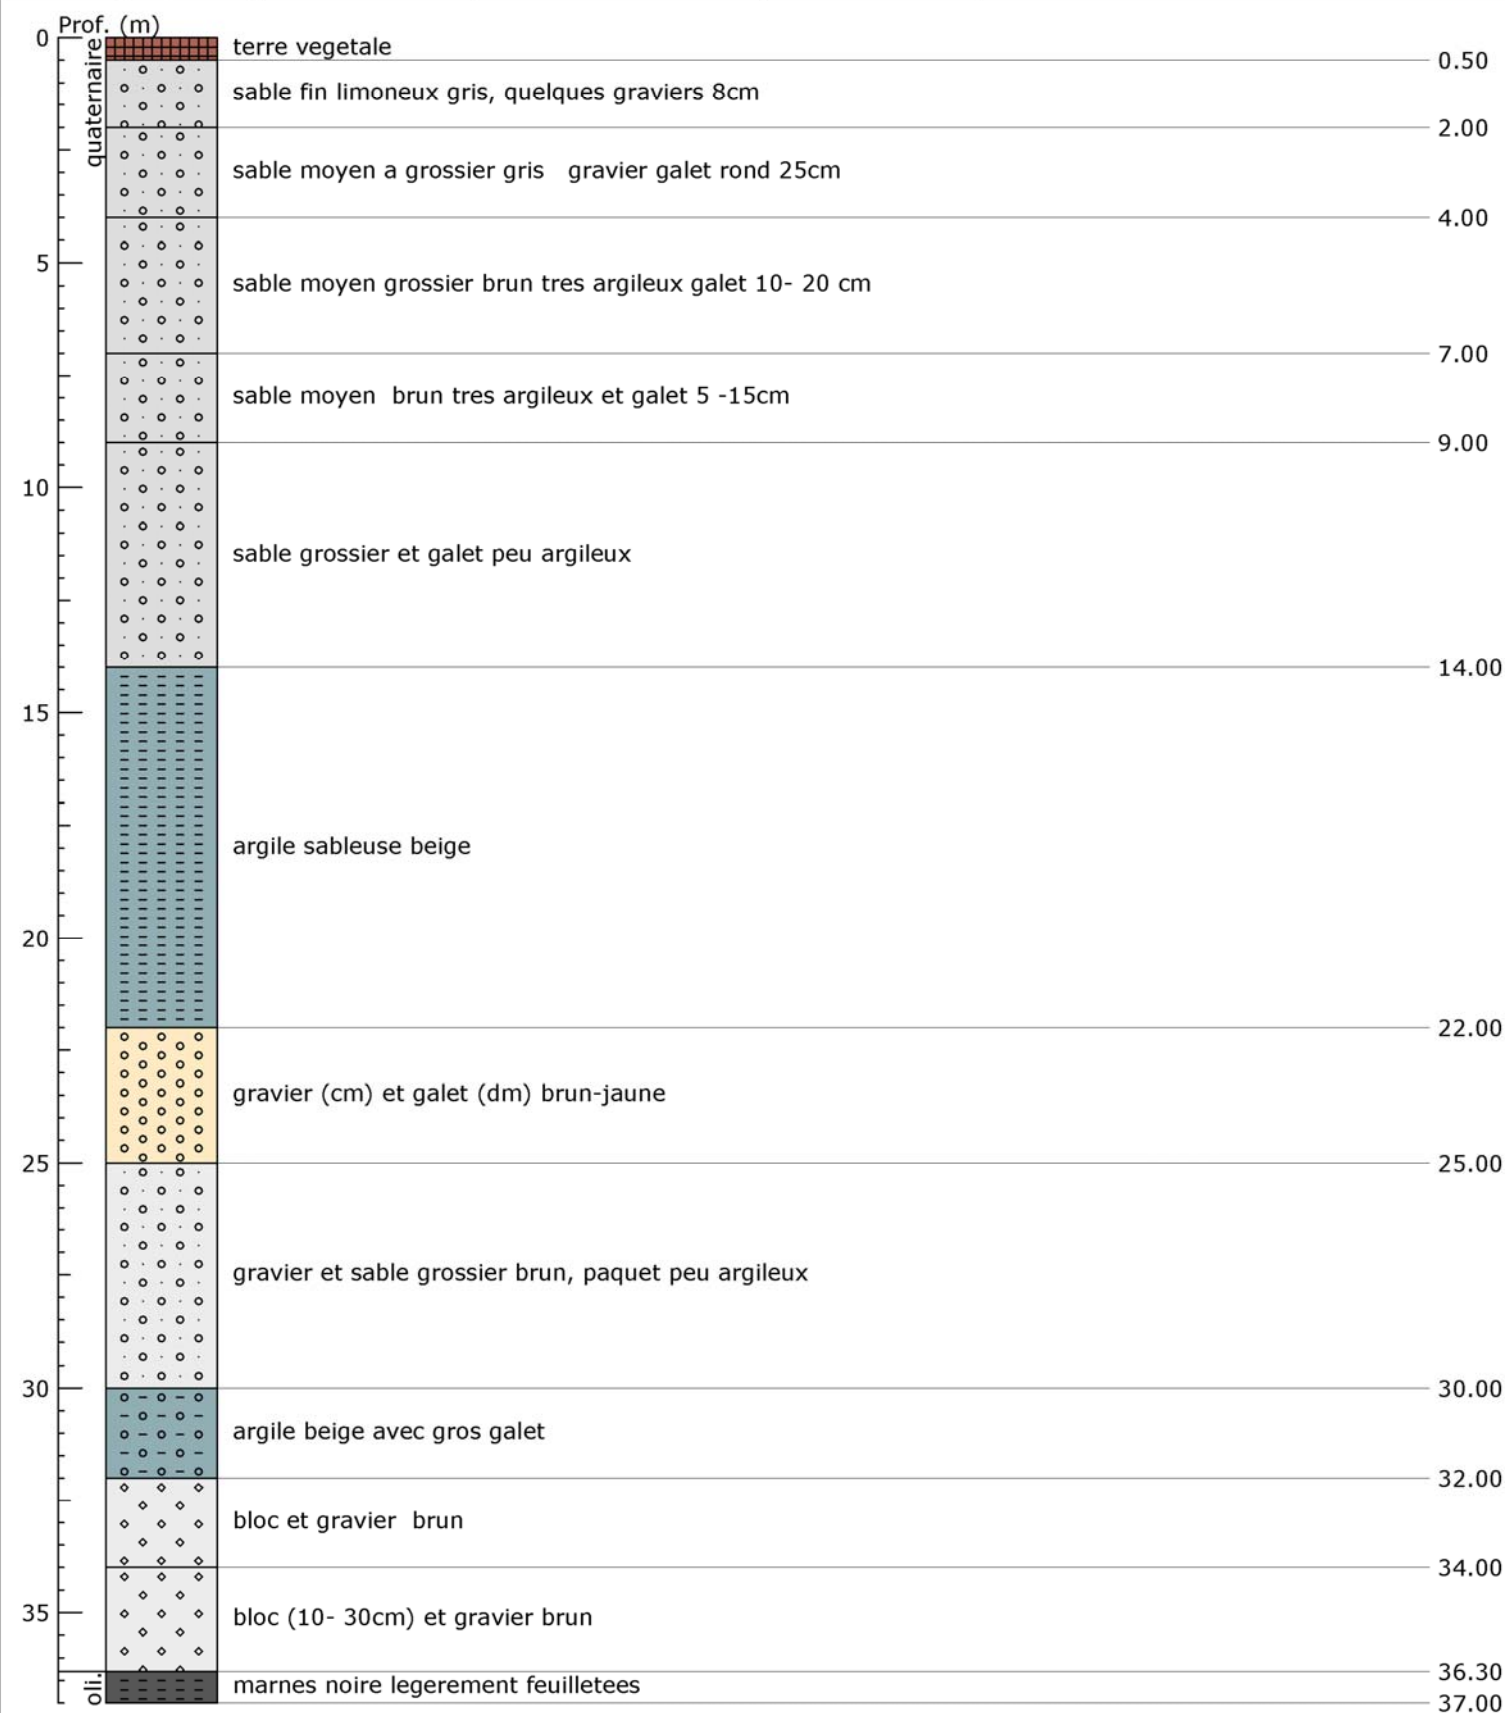 Prof. (m)
0
quaternaire
terre vegetale
0.50
sable fin limoneux gris, quelques graviers 8cm
2.00
sable moyen a grossier gris   gravier galet rond 25cm
4.00
5
sable moyen grossier brun tres argileux galet 10- 20 cm
7.00
sable moyen  brun tres argileux et galet 5 -15cm
9.00
10
sable grossier et galet peu argileux
14.00
15
argile sableuse beige
20
22.00
gravier (cm) et galet (dm) brun-jaune
25
25.00
gravier et sable grossier brun, paquet peu argileux
30
30.00
argile beige avec gros galet
32.00
bloc et gravier  brun
34.00
35
bloc (10- 30cm) et gravier brun
36.30
oli.
marnes noire legerement feuilletees
37.00